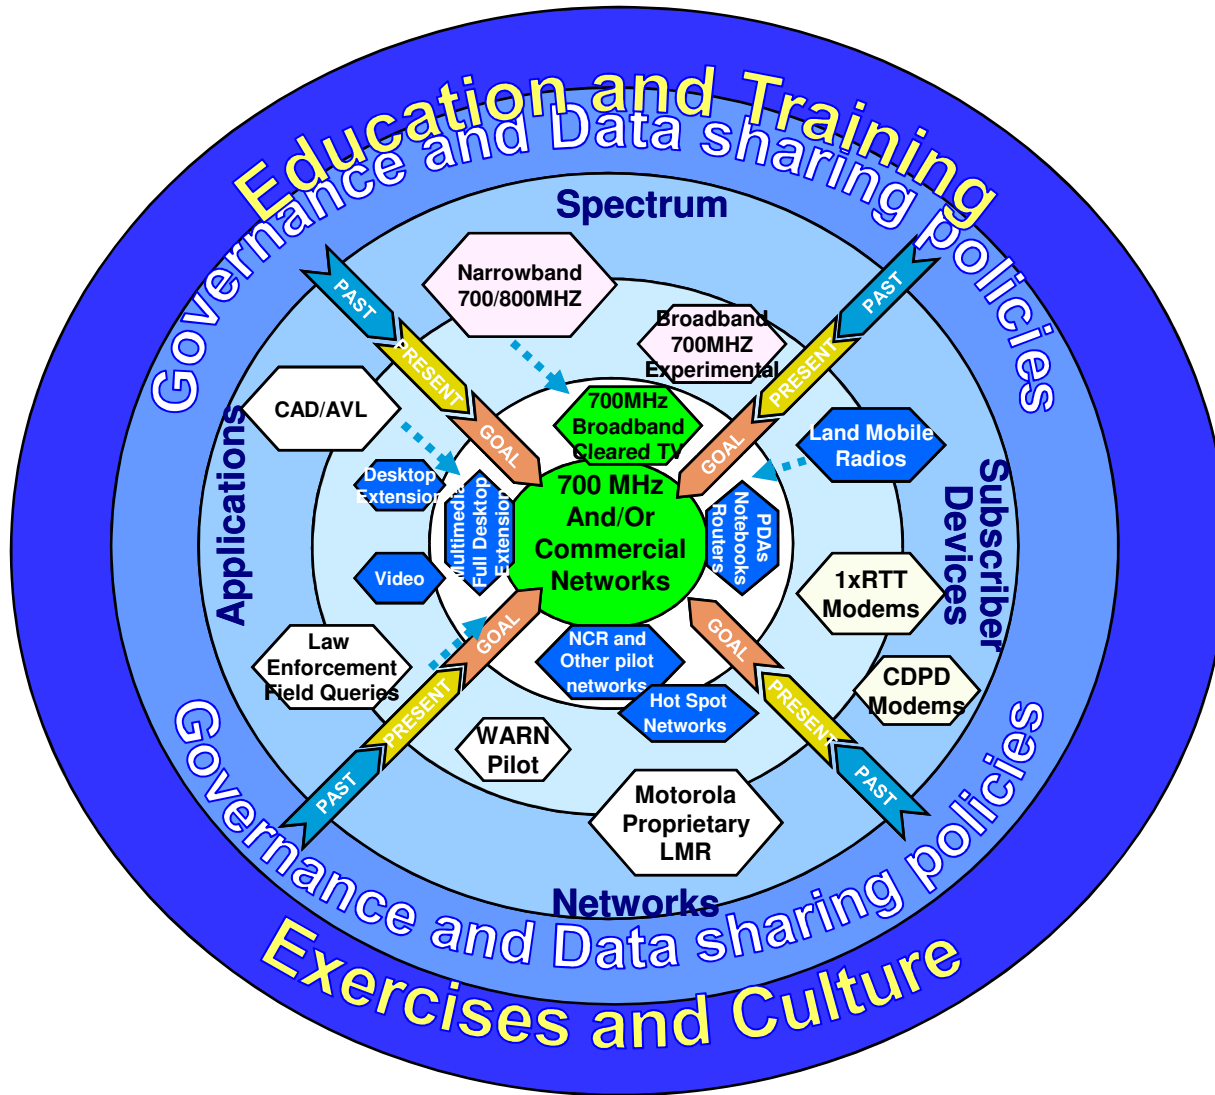 Education and Training
Governance and Data sharing policies
Spectrum
Narrowband
700/800MHZ
Broadband
700MHZ
Experimental
700MHz
Broadband
Cleared TV
PAST
PRESENT
GOAL
PAST
PRESENT
GOAL
Applications
CAD/AVL
Desktop
Extension
Multimedia
Full Desktop
Extension
Video
Law
Enforcement
Field Queries
700 MHz
And/Or
Commercial
Networks
Subscriber
Devices
Land Mobile
Radios
PDAs
Notebooks
Routers
1xRTT
Modems
CDPD
Modems
GOAL
PRESENT
PAST
GOAL
PRESENT
PAST
NCR and
Other pilot
networks
Hot Spot
Networks
WARN
Pilot
Motorola
Proprietary
LMR
Networks
Governance and Data sharing policies
Exercises and Culture